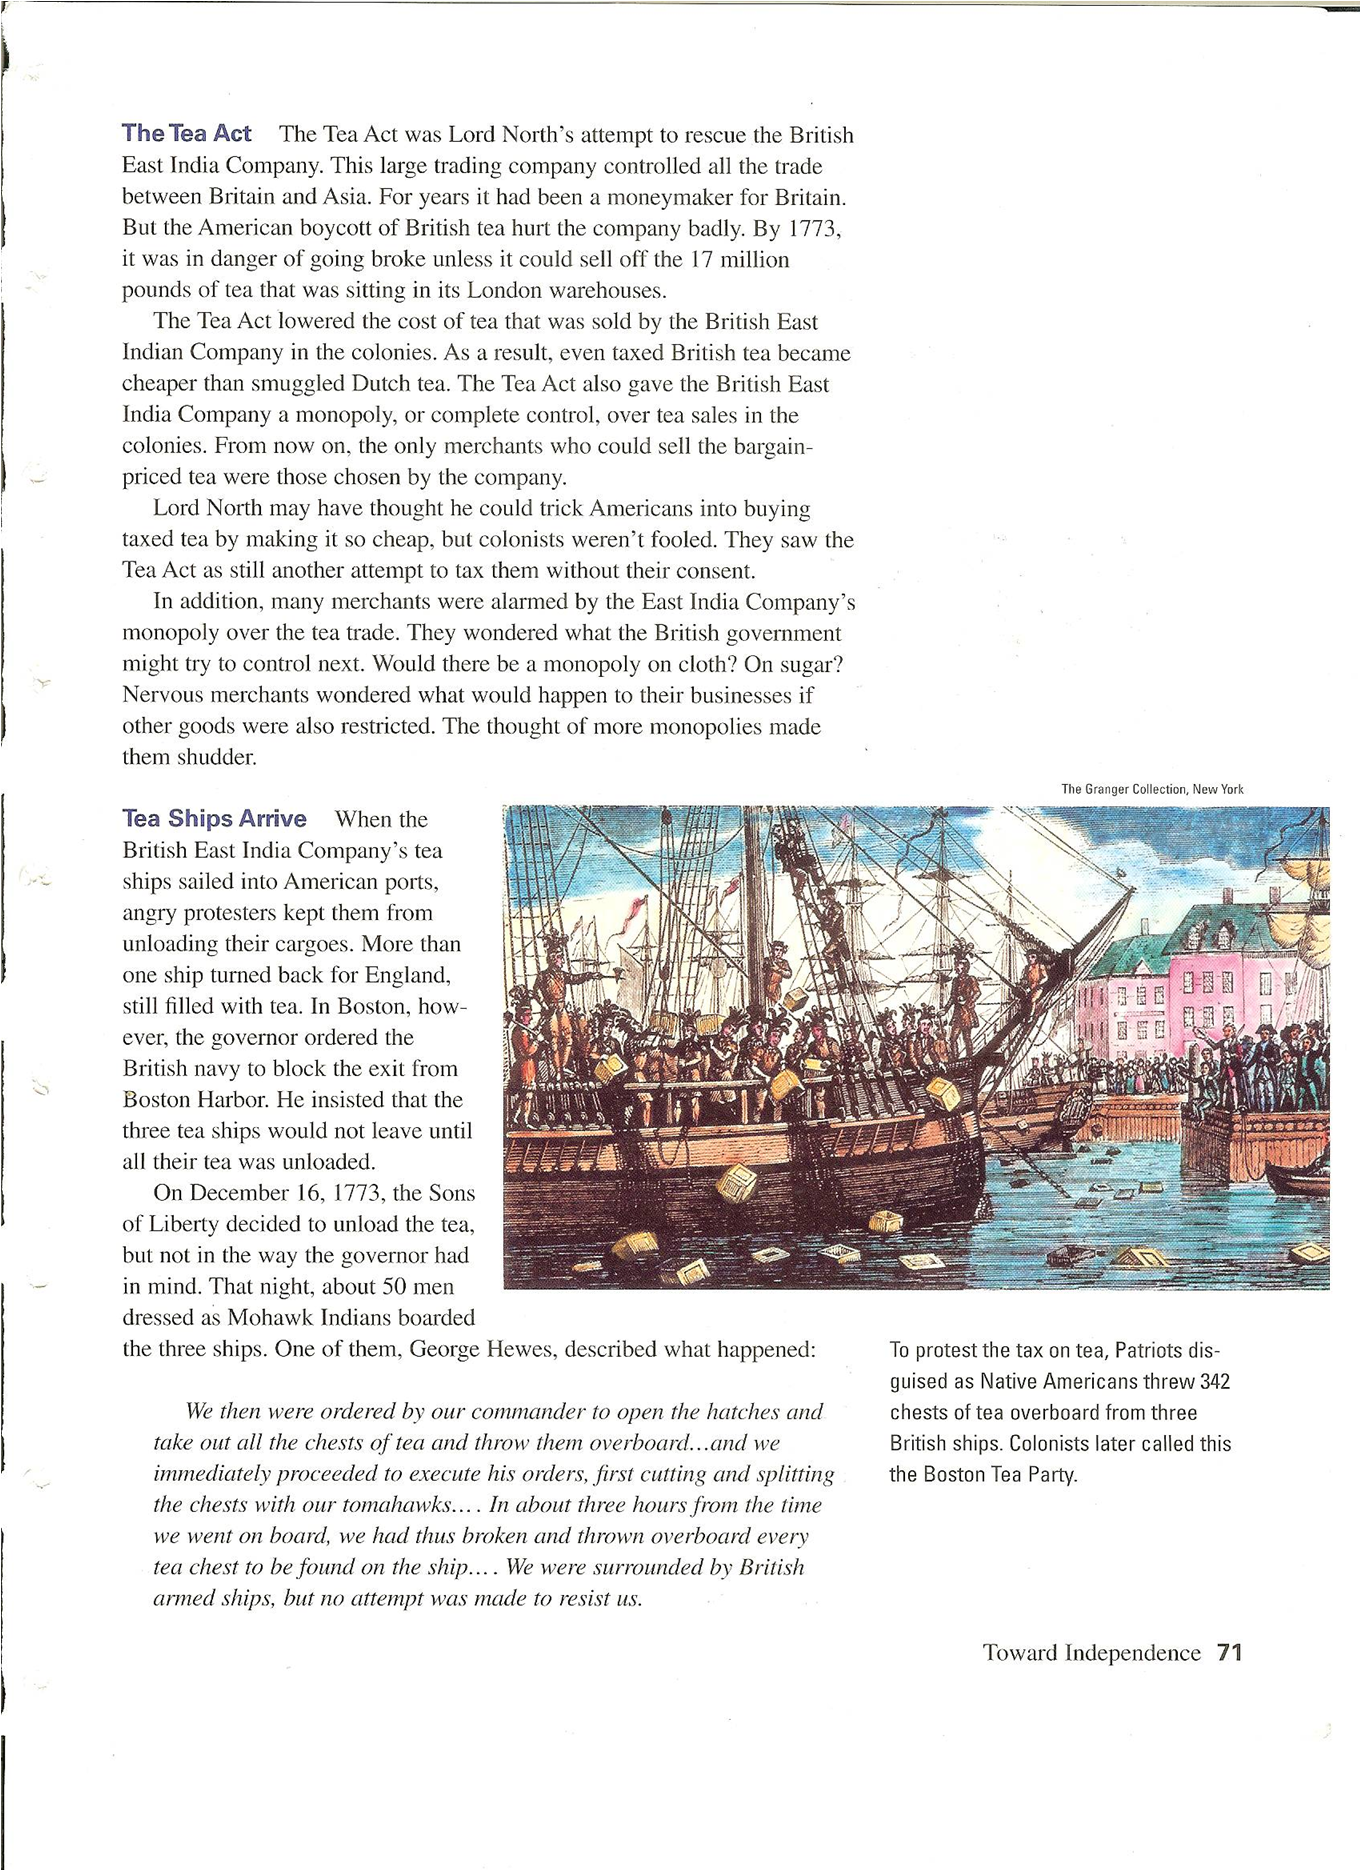 The Tea Act The Tea Act was Lord North's attempt to rescue the British
East India Company. This large trading company controlled all the trade
between Britain and Asia. For years it had been a moneymaker for Britain.
But the American boycott of British tea hurt the company badly. By 1773,
it was in danger of going broke unless it could sell off the 17 million
pounds of tea that was sitting in its London warehouses.
The Tea Act lowered the cost of tea that was sold by the British East
Indian Company in the colonies. As a result, even taxed British tea became
cheaper than smuggled Dutch tea. The Tea Act also gave the British East
India Company a monopoly, or complete control, over tea sales in the
colonies. From now on, the only merchants who could sell the bargain-
priced tea were those chosen by the company.
Lord North may have thought he could trick Americans into buying
taxed tea by making it so cheap, but colonists weren't fooled. They saw the
Tea Act as still another attempt to tax them without their consent.
In addition, many merchants were alarmed by the East India Company's
monopoly over the tea trade. They wondered what the British government
might try to control next. Would there be a monopoly on cloth? On sugar?
Nervous merchants wondered what would happen to their businesses if
other goods were also restricted. The thought of more monopolies made
them shudder.
The Granger Collection, New York
Tea Ships Arrive When the
British East India Company's tea
ships sailed into American ports,
angry protesters kept them from
unloading their cargoes. More than
one ship turned back for England,
still filled with tea. In Boston, how-
ever, the governor ordered the
British navy to block the exit from
Boston Harbor. He insisted that the
three tea ships would not leave until
all their tea was unloaded.
On December 16, 1773, the Sons
of Liberty decided to unload the tea,
but not in the way the governor had
in mind. That night, about 50 men
dressed as Mohawk Indians boarded
the three ships. One of them, George Hewes, described what happened:
We then were ordered by our commander to open the hatches and
take out all the chests of tea and throw them overboard...and we
immediately proceeded to execute his orders, first cutting and splitting
the chests with our tomahawks.... In about three hours from the time
we went on board, we had thus broken and thrown overboard every
tea chest to be found on the ship.... We were surrounded by British
armed ships, but no attempt was made to resist us.
To protest the tax on tea, Patriots dis-
guised as Native Americans threw 342
chests of tea overboard from three
British ships. Colonists later called this
the Boston Tea Party.
Toward Independence 71